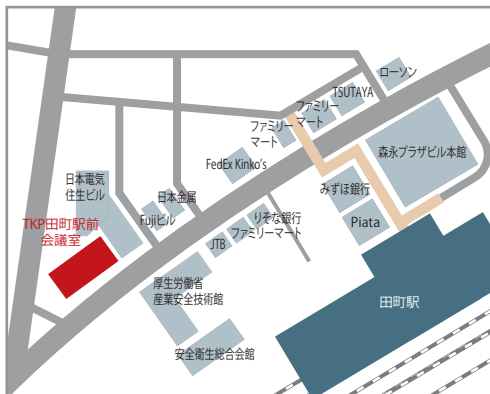 ローソン
TSUTAYA
ファミリー
マート
ファミリー
マート
森永プラザビル本館
FedEx Kinko's
みずほ銀行
日本電気
住生ビル
日本金属
Fujiビル
りそな銀行
ファミリーマート
Piata
TKP田町駅前
会議室
JTB
厚生労働省
産業安全技術館
田町駅
安全衛生総合会館